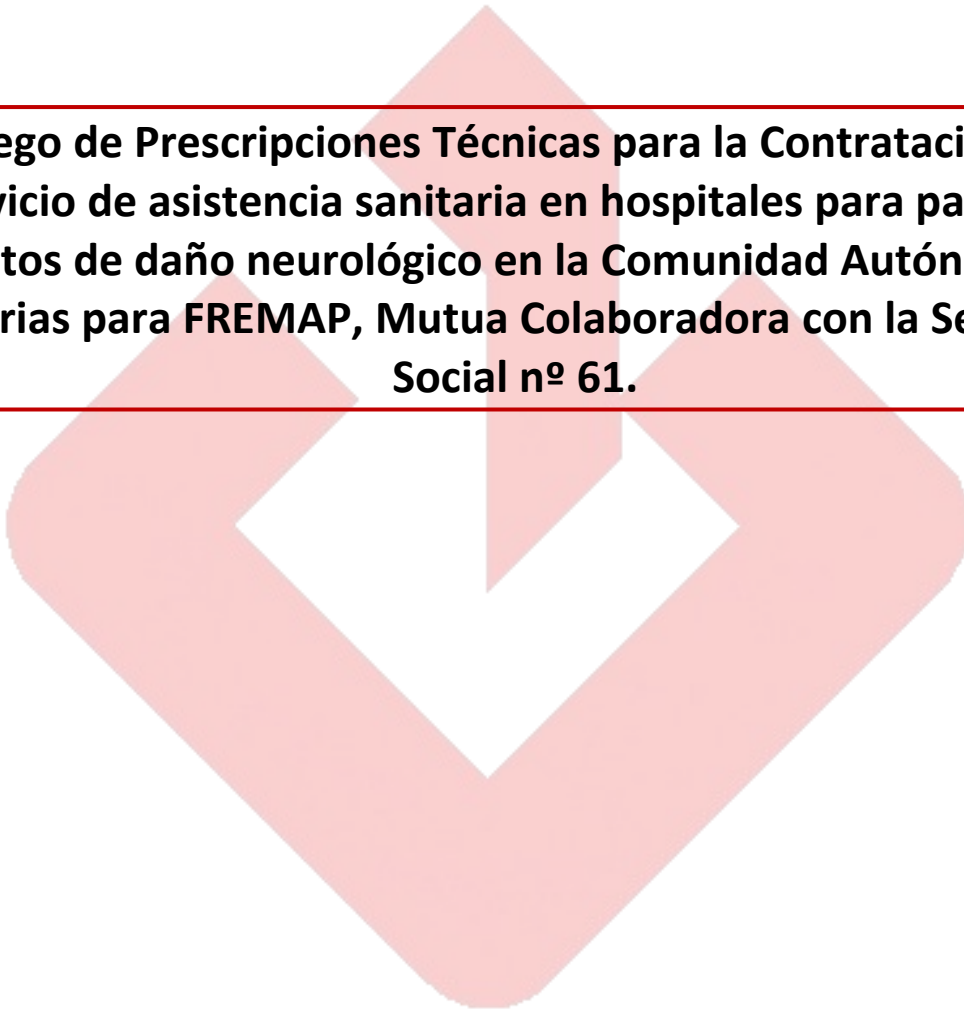 ego de Prescripciones Técnicas para la Contrataci
vicio de asistencia sanitaria en hospitales para pa
tos de daño neurológico en la Comunidad Autón
rias para FREMAP, Mutua Colaboradora con la Se
Social nº 61.